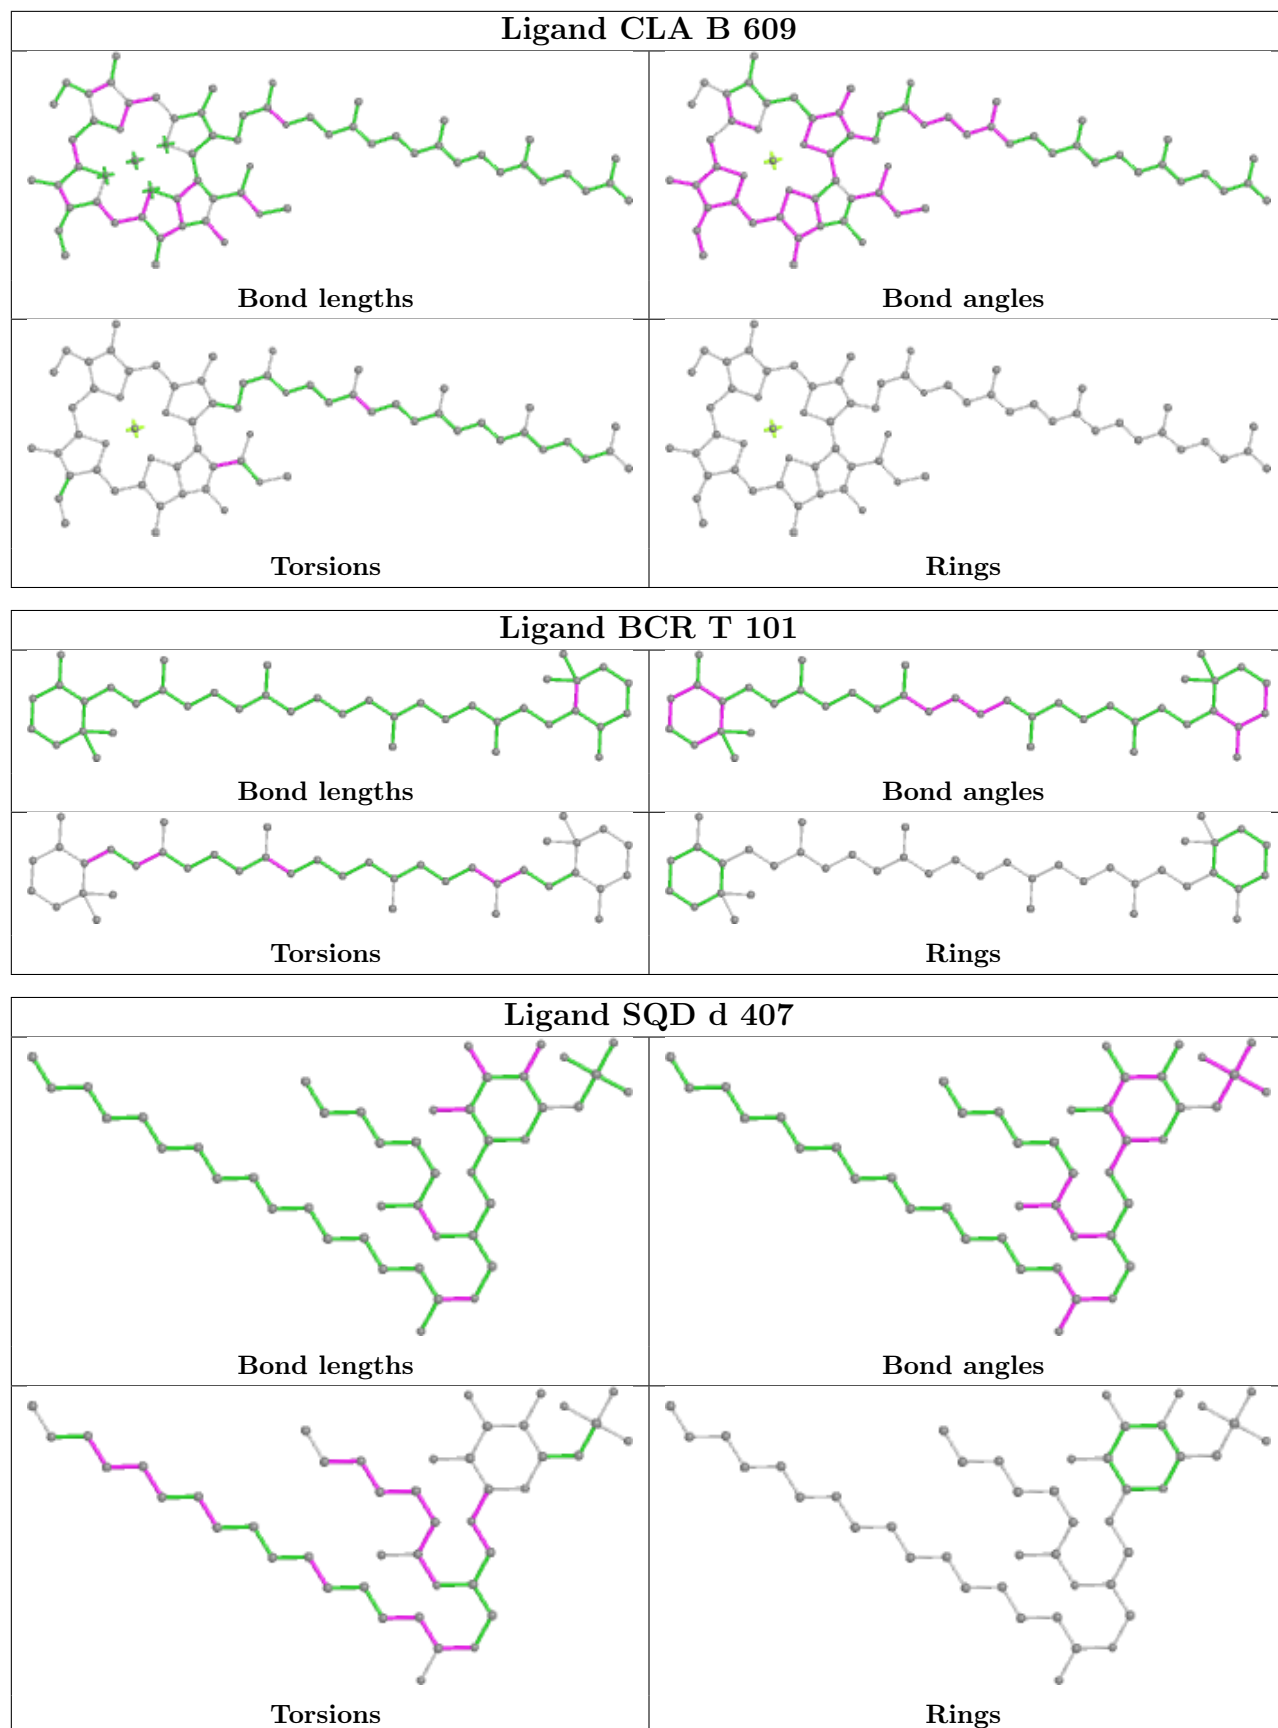 Ligand CLA B 609
Bond lengths
Bond angles
Torsions
Rings
Ligand BCR T 101
Bond lengths
Bond angles
Torsions
Rings
Ligand SQD d 407
Bond lengths
Bond angles
Torsions
Rings